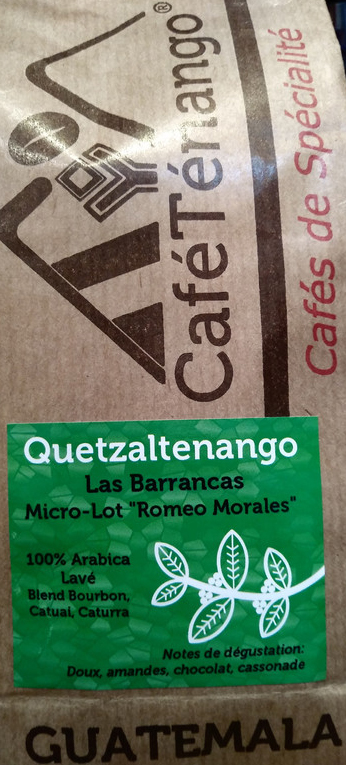 CaféTénango®
Cafés de Spécialité
Quetzaltenango
Las Barrancas
Micro-Lot "Romeo Morales"
100% Arabica
Lavé
Blend Bourbon,
Catuai, Caturra
Notes de dégustation:
Doux, amandes, chocolat, cassonade
GUATEMALA